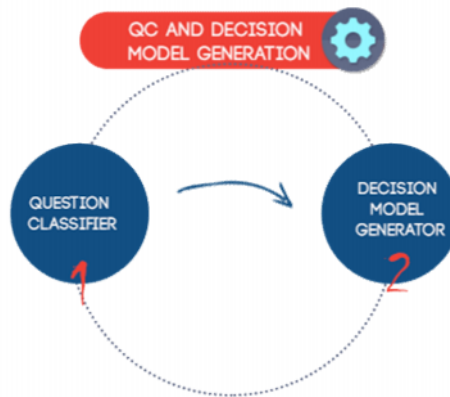 QC AND DECISION
MODEL GENERATION
QUESTION
CLASSIFIER
1
DECISION
MODEL
GENERATOR
2